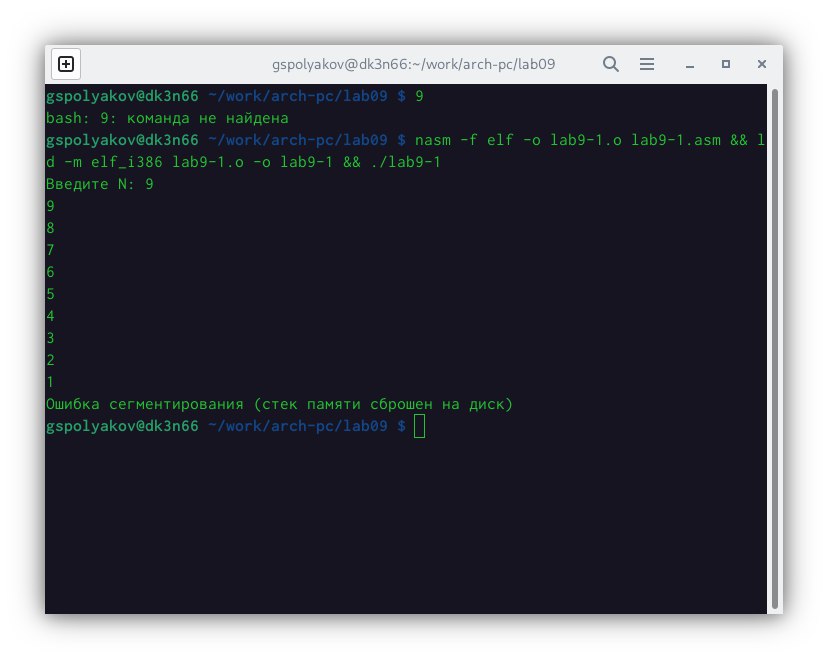 gspolyakov@dk3n66:~/work/arch-pc/lab09
gspolyakov@dk3n66 ~/work/arch-pc/lab09 $ 9
bash: 9: команда не найдена
gspolyakov@dk3n66 ~/work/arch-pc/lab09 $ nasm -f elf -o lab9-1.o lab9-1.asm && l
d -m elf_i386 lab9-1.o -o lab9-1 && ./lab9-1
Введите N: 9
9
8
7
6
5
4
3
2
1
Ошибка сегментирования (стек памяти сброшен на диск)
gspolyakov@dk3n66 ~/work/arch-pc/lab09 $